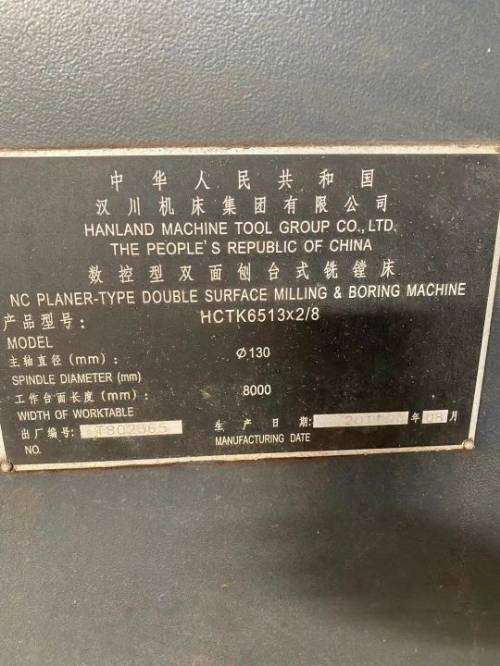 中华人民共和国
汉川机床集团有限公司
HANLAND MACHINE TOOL GROUP CO.,LTD.
THE PEOPLE'S REPUBLIC OF CHINA
数控型双面刨台式铣镗床
NC PLANER-TYPE DOUBLE SURFACE MILLING & BORING MACHINE
产品型号: HCTK6513x2/8
MODEL
主轴直径(mm): Ø130
SPINDLE DIAMETER (mm)
工作台面长度(mm): 8000
WIDTH OF WORKTABLE
出厂编号: 生产日期: 年 08 月
NO. MANUFACTURING DATE